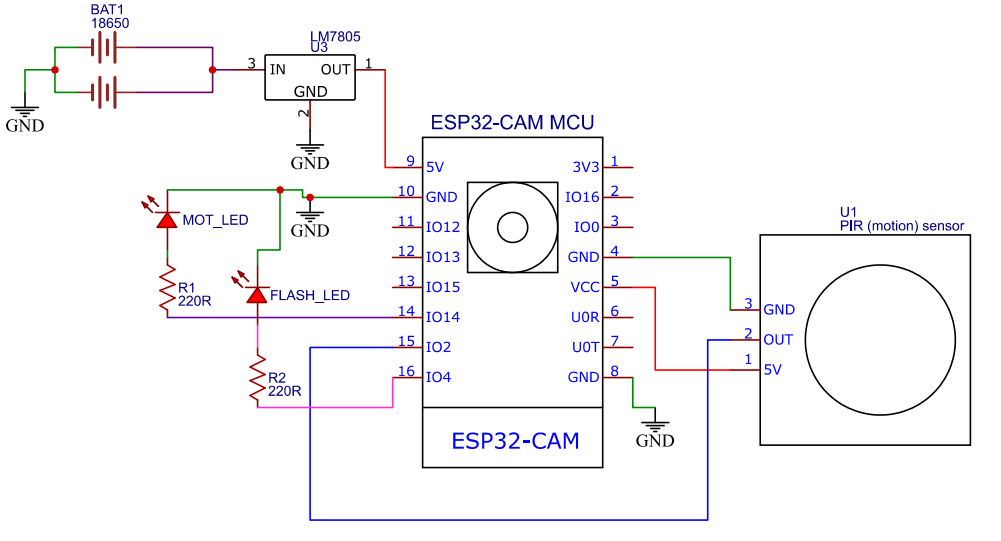 BAT1
18650
GND
LM7805
U3
3
IN
OUT
1
GND
2
GND
ESP32-CAM MCU
9
5V
10
GND
11
IO12
12
IO13
13
IO15
14
IO14
15
IO2
16
IO4
3V3
1
IO16
2
IO0
3
GND
4
VCC
5
U0R
6
U0T
7
GND
8
ESP32-CAM
GND
MOT_LED
GND
R1
220R
FLASH_LED
R2
220R
U1
PIR (motion) sensor
3
GND
2
OUT
1
5V